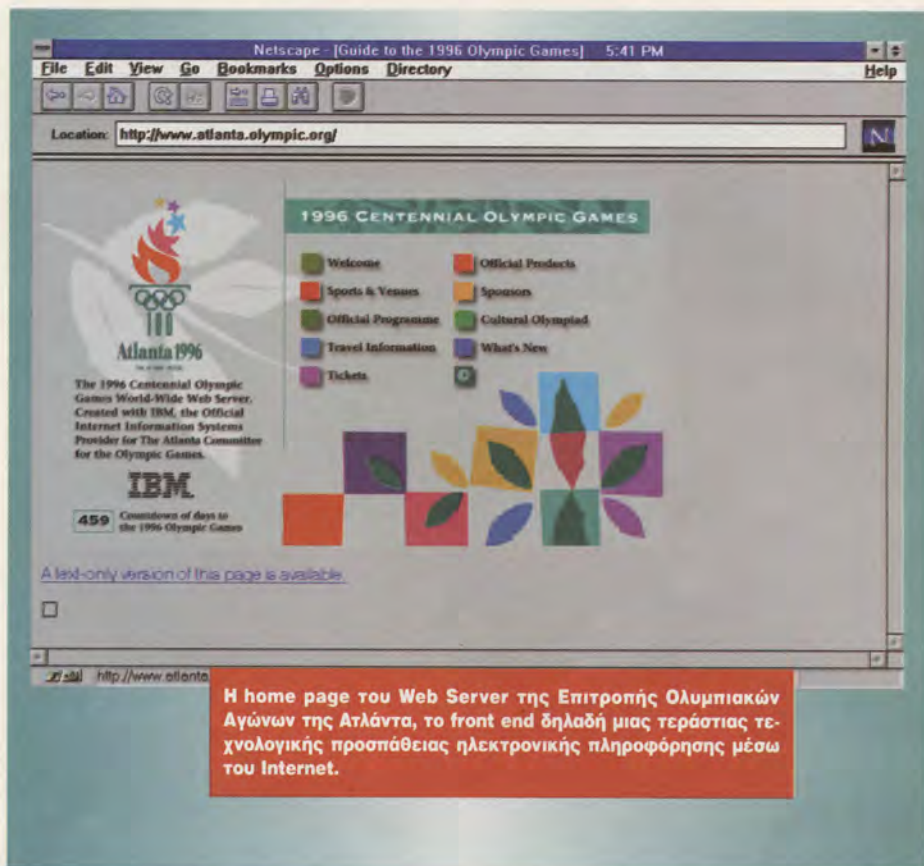 Netscape - [Guide to the 1996 Olympic Games] 5:41 PM
File Edit View Go Bookmarks Options Directory Help
Location: http://www.atlanta.olympic.org/
N
1996 CENTENNIAL OLYMPIC GAMES
Welcome Official Products
Sports & Venues Sponsors
Official Programme Cultural Olympiad
Travel Information What's New
Tickets
Atlanta 1996
The 1996 Centennial Olympic
Games World-Wide Web Server.
Created with IBM, the Official
Internet Information Systems
Provider for The Atlanta Committee
for the Olympic Games.
IBM
459 Countdown of days to
the 1996 Olympic Games
A text-only version of this page is available.
http://www.atlanta.
Η home page του Web Server της Επιτροπής Ολυμπιακών
Αγώνων της Ατλάντα, το front end δηλαδή μιας τεράστιας τε-
χνολογικής προσπάθειας ηλεκτρονικής πληροφόρησης μέσω
του Internet.